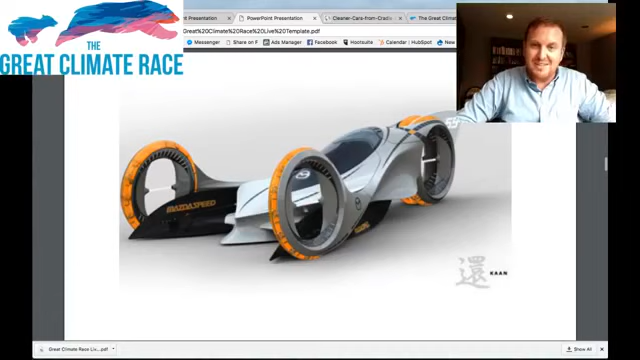 PowerPoint Presentation
Cleaner-Cars-from-Cradle
The Great Cl
Great%20Climate%20Race%20Live%20Template.pdf
Messenger
Share on F
Ads Manager
Facebook
Hootsuite
Calendar | HubSpot
New
THE
GREAT CLIMATE RACE
55
MAZDASPEED
還
KAAN
Great Climate Race Liv....pdf
Show All